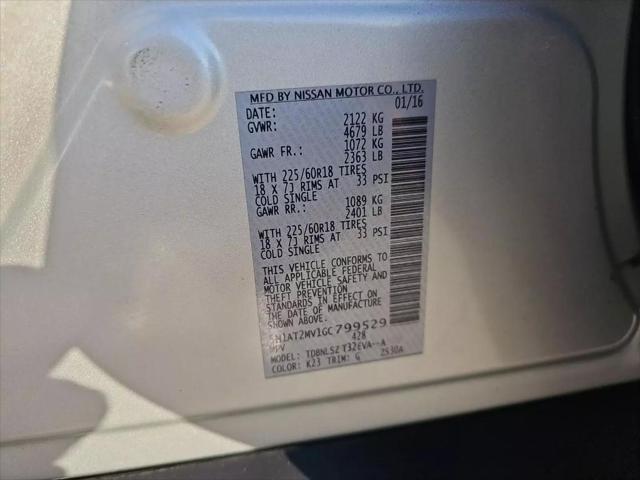 MFD BY NISSAN MOTOR CO., LTD.
DATE: 01/16
GVWR: 2122 KG
4679 LB
GAWR FR.: 1072 KG
2363 LB
WITH 225/60R18 TIRES
18 X 7J RIMS AT 33 PSI
COLD SINGLE
GAWR RR.: 1089 KG
2401 LB
WITH 225/60R18 TIRES
18 X 7J RIMS AT 33 PSI
COLD SINGLE
THIS VEHICLE CONFORMS TO
ALL APPLICABLE FEDERAL
MOTOR VEHICLE SAFETY AND
THEFT PREVENTION
STANDARDS IN EFFECT ON
THE DATE OF MANUFACTURE
SHOWN ABOVE.
5N1AT2MV1GC799529
MPV 428
MODEL: TDBNLSZ T32EVA--A
COLOR: K23 TRIM: G 2S30A